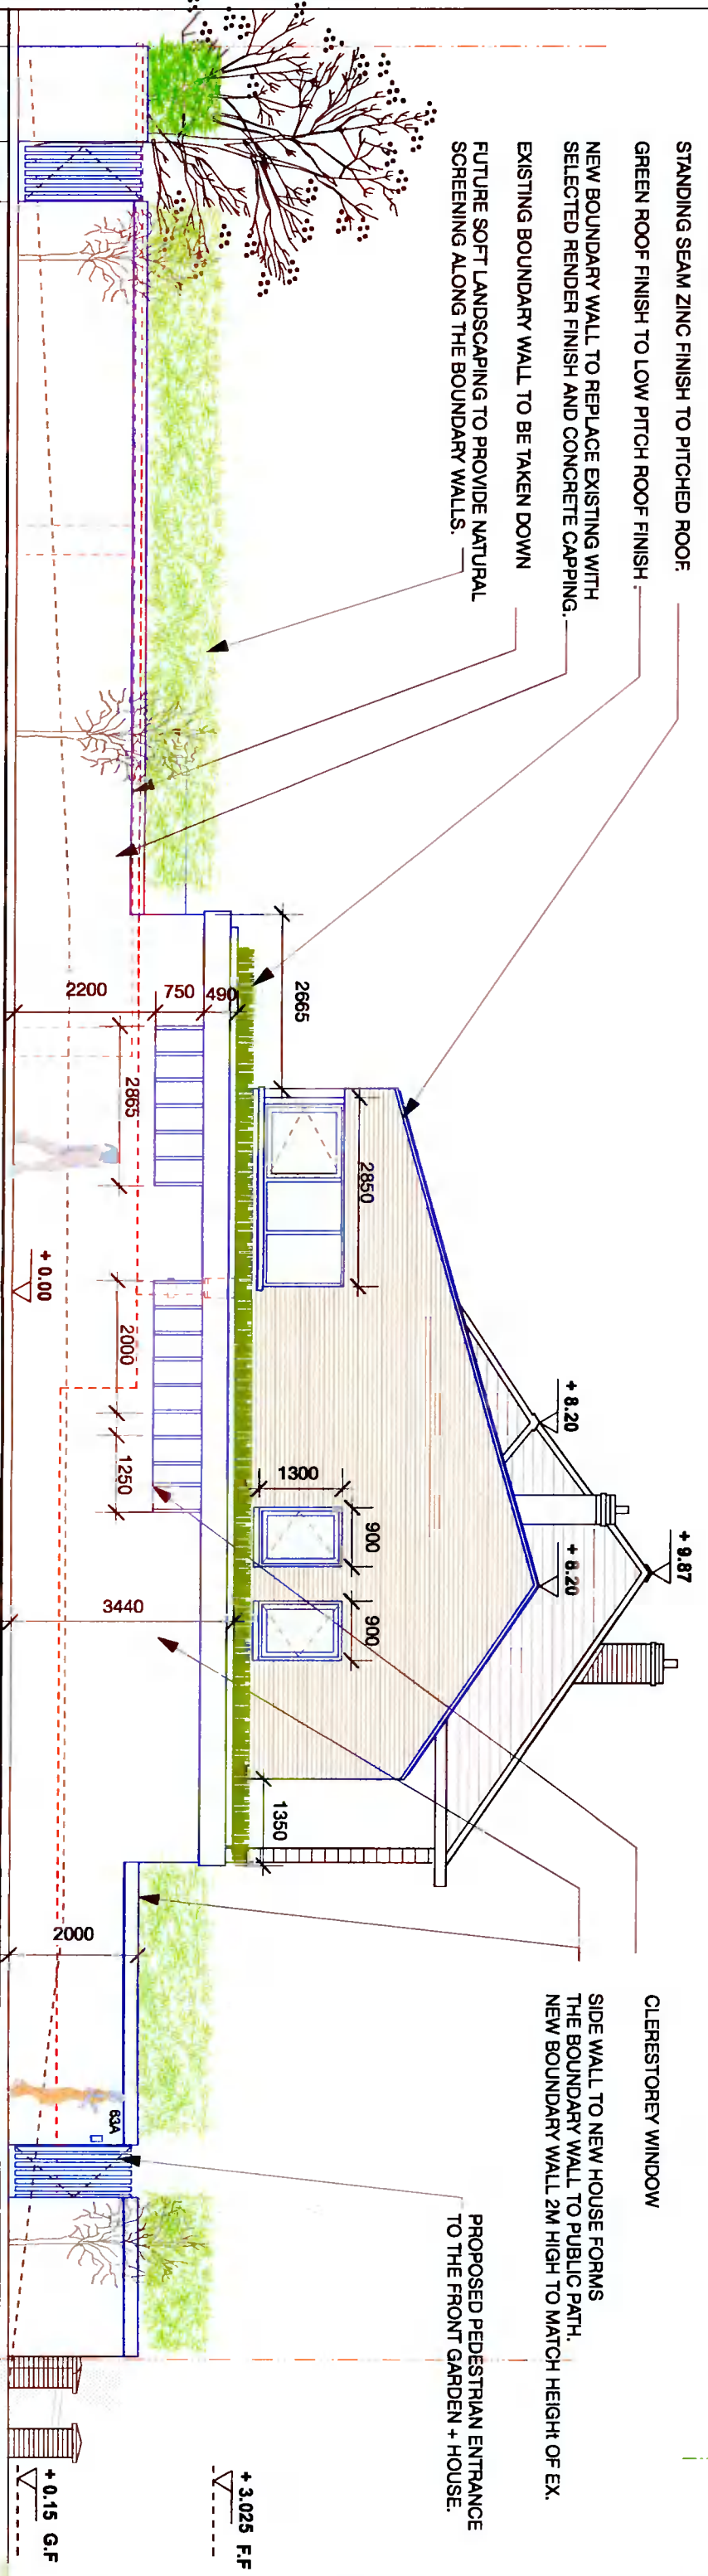 STANDING SEAM ZINC FINISH TO PITCHED ROOF.
GREEN ROOF FINISH TO LOW PITCH ROOF FINISH
NEW BOUNDARY WALL TO REPLACE EXISTING WITH
SELECTED RENDER FINISH AND CONCRETE CAPPING.
EXISTING BOUNDARY WALL TO BE TAKEN DOWN
FUTURE SOFT LANDSCAPING TO PROVIDE NATURAL
SCREENING ALONG THE BOUNDARY WALLS.
CLERESTOREY WINDOW
SIDE WALL TO NEW HOUSE FORMS
THE BOUNDARY WALL TO PUBLIC PATH.
NEW BOUNDARY WALL 2M HIGH TO MATCH HEIGHt OF EX.
PROPOSED PEDESTRIAN ENTRANCE
TO THE FRONT GARDEN + HOUSE.
+ 9.87
+ 8.20
+ 8.20
2665
2850
1300
900
900
1350
490
750
2200
2865
2000
1250
3440
2000
63A
+ 0.00
+ 3.025 F.F
+ 0.15 G.F